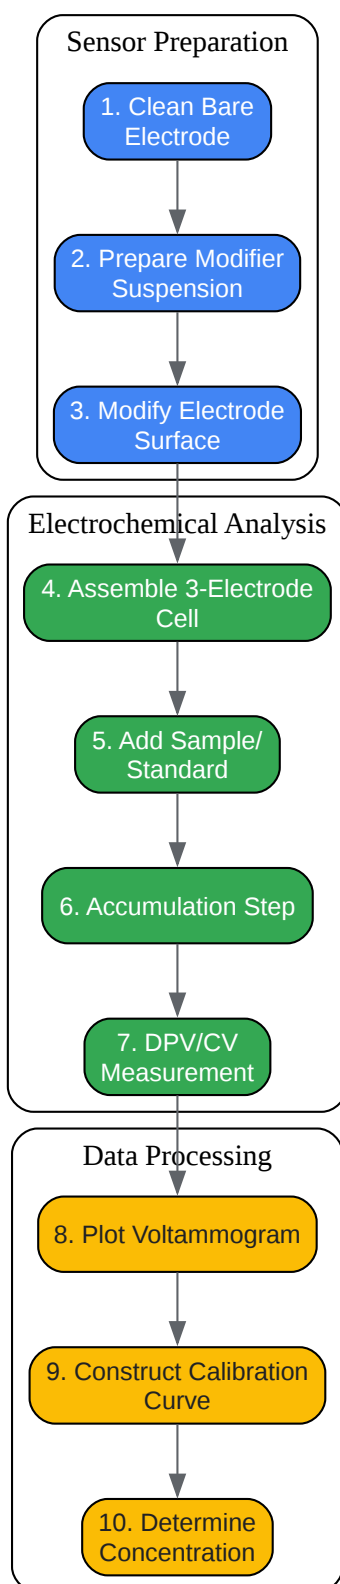 Sensor Preparation
1. Clean Bare
Electrode
2. Prepare Modifier
Suspension
3. Modify Electrode
Surface
Electrochemical Analysis
4. Assemble 3-Electrode
Cell
5. Add Sample/
Standard
6. Accumulation Step
7. DPV/CV
Measurement
Data Processing
8. Plot Voltammogram
9. Construct Calibration
Curve
10. Determine
Concentration